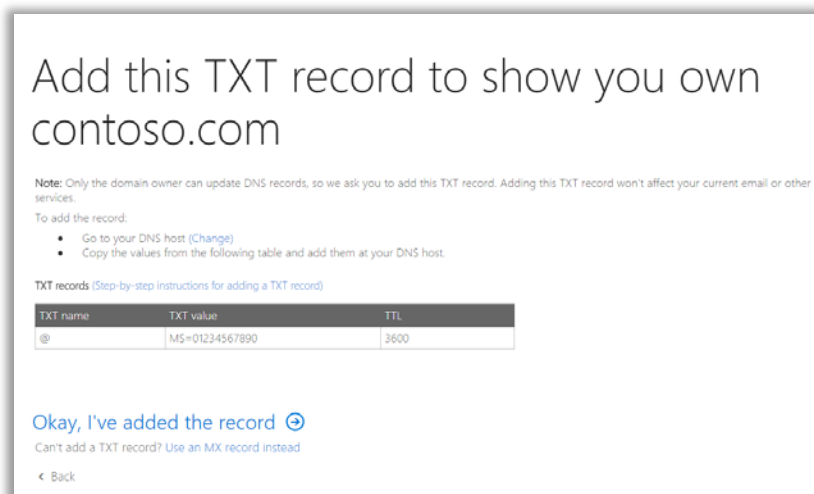 Add this TXT record to show you own
contoso.com
Note: Only the domain owner can update DNS records, so we ask you to add this TXT record. Adding this TXT record won't affect your current email or other
services.
To add the record:
• Go to your DNS host (Change)
• Copy the values from the following table and add them at your DNS host.
TXT records (Step-by-step instructions for adding a TXT record)
TXT name TXT value TTL
@ MS=01234567890 3600
Okay, I've added the record
Can't add a TXT record? Use an MX record instead
< Back